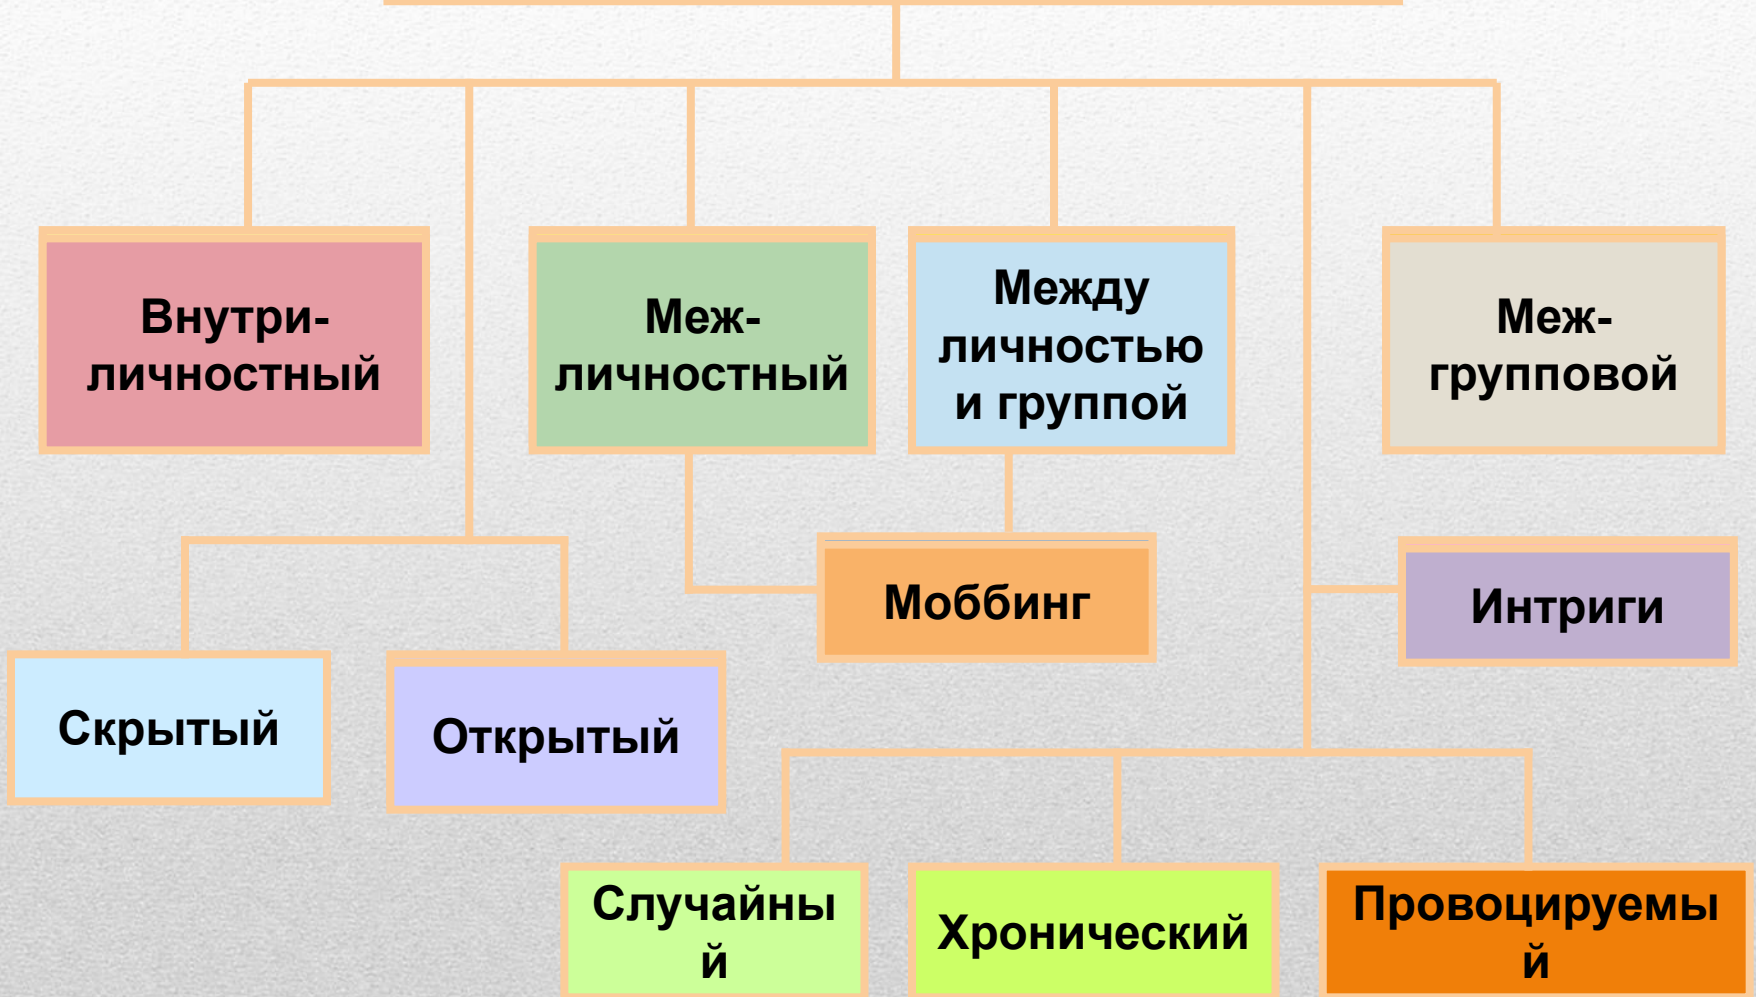 Внутри-
личностный
Меж-
личностный
Между
личностью
и группой
Меж-
групповой
Моббинг
Интриги
Скрытый
Открытый
Случайны
й
Хронический
Провоцируемы
й